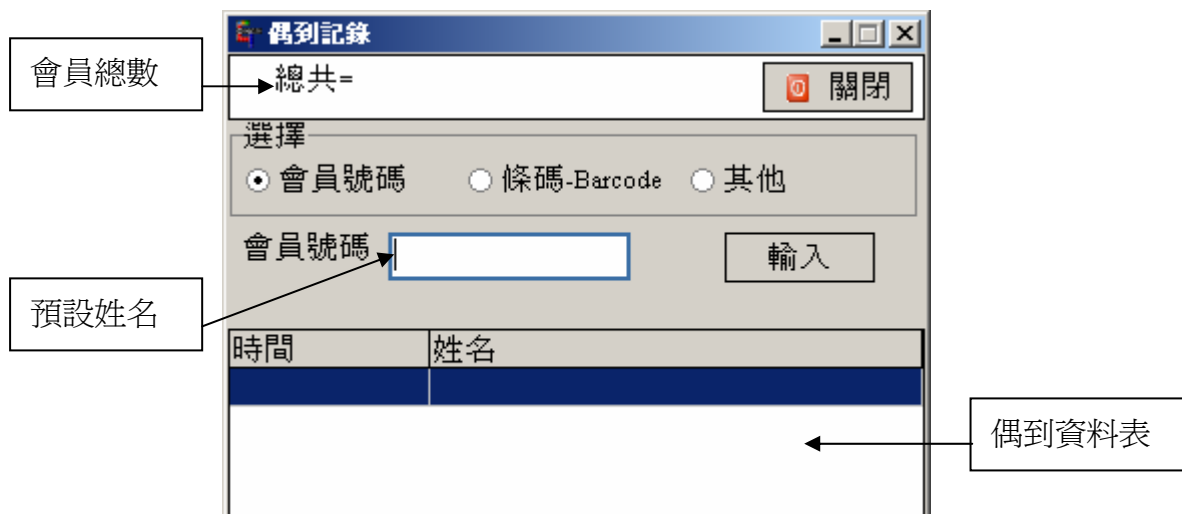 偶到記錄
會員總數
總共=
關閉
選擇
會員號碼 條碼-Barcode 其他
會員號碼 輸入
預設姓名
時間 姓名
偶到資料表